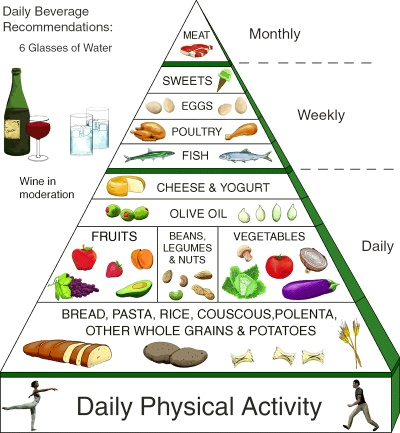 Daily Beverage
Recommendations:
6 Glasses of Water
Wine in
moderation
MEAT
Monthly
SWEETS
EGGS
POULTRY
FISH
Weekly
CHEESE & YOGURT
OLIVE OIL
FRUITS
BEANS,
LEGUMES
& NUTS
VEGETABLES
Daily
BREAD, PASTA, RICE, COUSCOUS,POLENTA,
OTHER WHOLE GRAINS & POTATOES
Daily Physical Activity